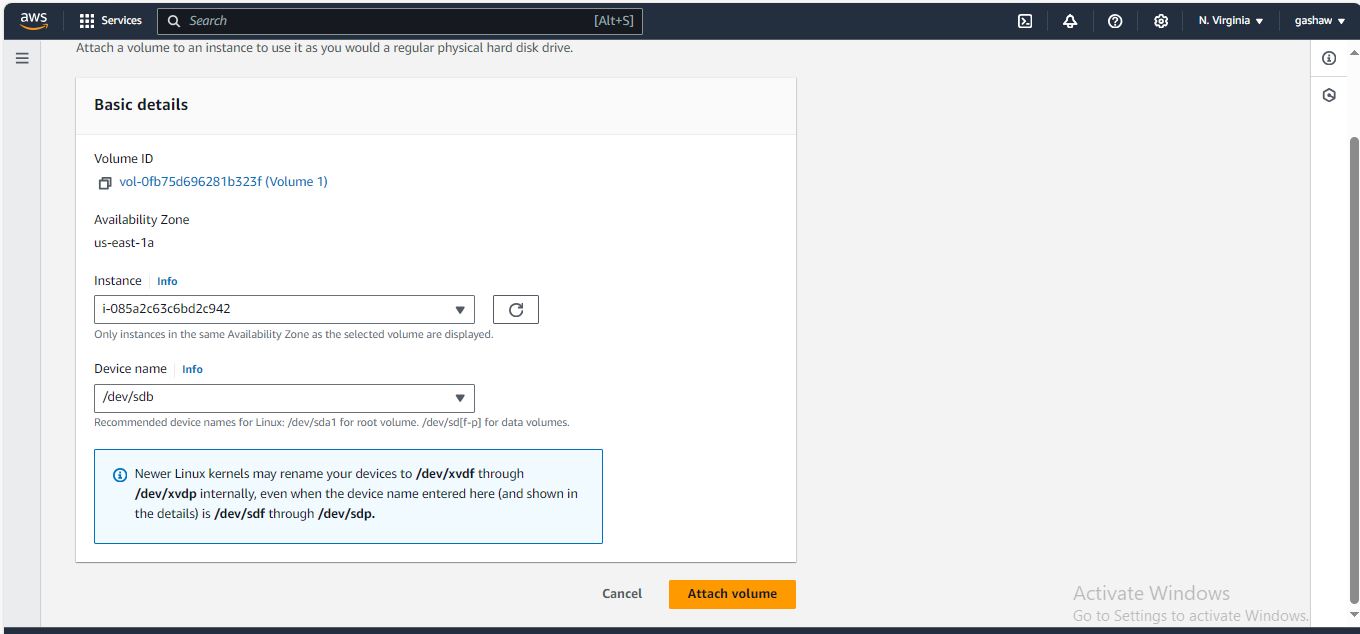 aws Services Search [Alt+S] N. Virginia gashaw
Attach a volume to an instance to use it as you would a regular physical hard disk drive.
Basic details
Volume ID
vol-0fb75d696281b323f (Volume 1)
Availability Zone
us-east-1a
Instance Info
i-085a2c63c6bd2c942
Only instances in the same Availability Zone as the selected volume are displayed.
Device name Info
/dev/sdb
Recommended device names for Linux: /dev/sda1 for root volume. /dev/sd[f-p] for data volumes.
Newer Linux kernels may rename your devices to /dev/xvdf through
/dev/xvdp internally, even when the device name entered here (and shown in
the details) is /dev/sdf through /dev/sdp.
Cancel Attach volume
Activate Windows
Go to Settings to activate Windows.